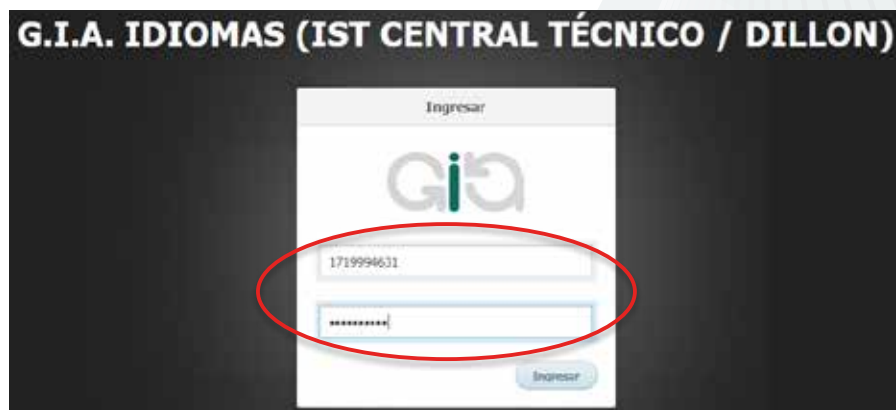 G.I.A. IDIOMAS (IST CENTRAL TÉCNICO / DILLON)
Ingresar
GiA
1719994631
••••••••••
Ingresar